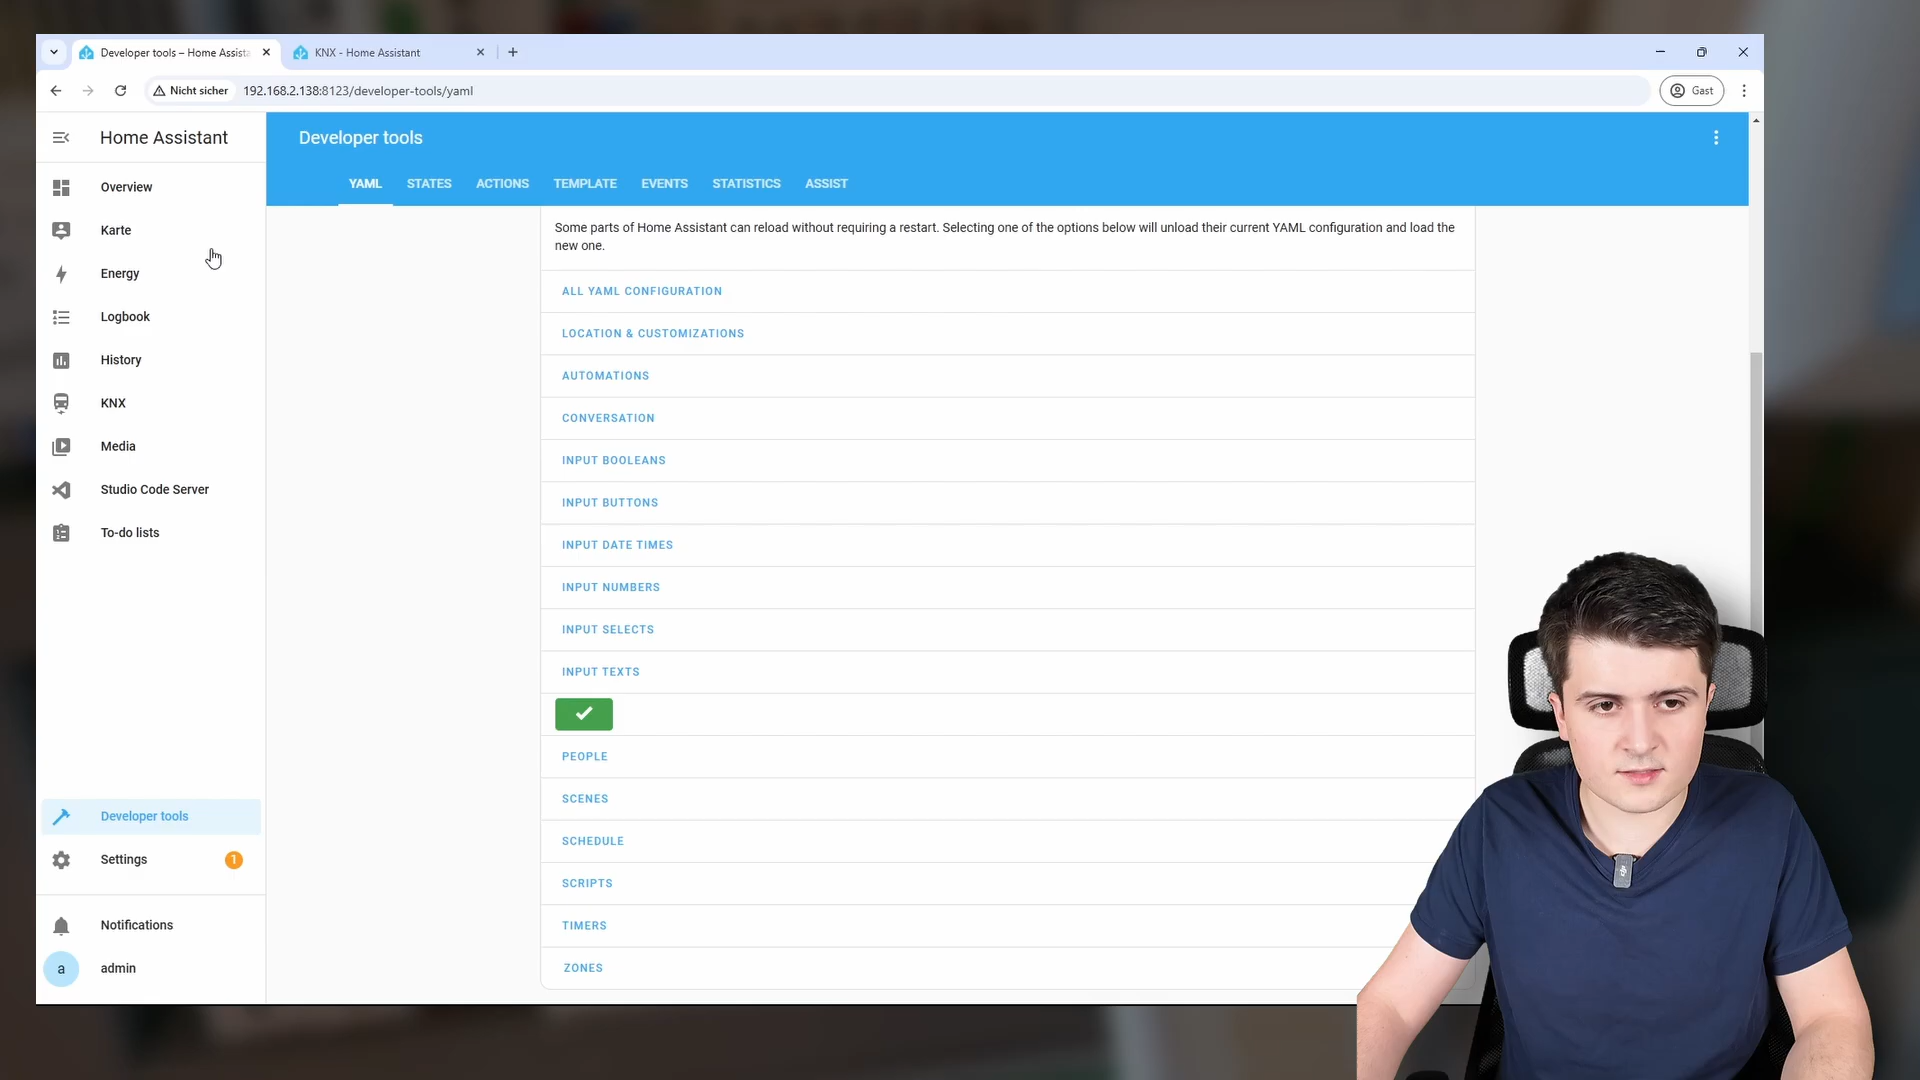 Developer tools – Home Assista
KNX - Home Assistant
Nicht sicher
192.168.2.138:8123/developer-tools/yaml
Gast
Home Assistant
Developer tools
YAML
STATES
ACTIONS
TEMPLATE
EVENTS
STATISTICS
ASSIST
Overview
Karte
Energy
Logbook
History
KNX
Media
Studio Code Server
To-do lists
Developer tools
Settings
1
Notifications
a
admin
Some parts of Home Assistant can reload without requiring a restart. Selecting one of the options below will unload their current YAML configuration and load the
new one.
ALL YAML CONFIGURATION
LOCATION & CUSTOMIZATIONS
AUTOMATIONS
CONVERSATION
INPUT BOOLEANS
INPUT BUTTONS
INPUT DATE TIMES
INPUT NUMBERS
INPUT SELECTS
INPUT TEXTS
PEOPLE
SCENES
SCHEDULE
SCRIPTS
TIMERS
ZONES